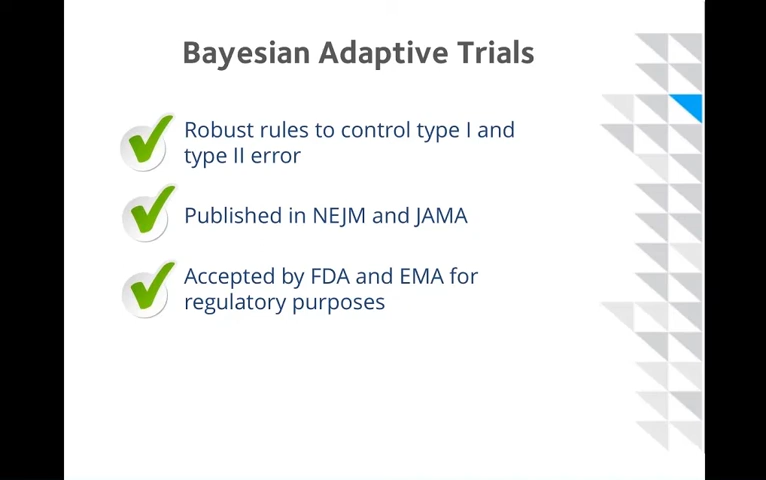 Bayesian Adaptive Trials
Robust rules to control type I and
type II error
Published in NEJM and JAMA
Accepted by FDA and EMA for
regulatory purposes